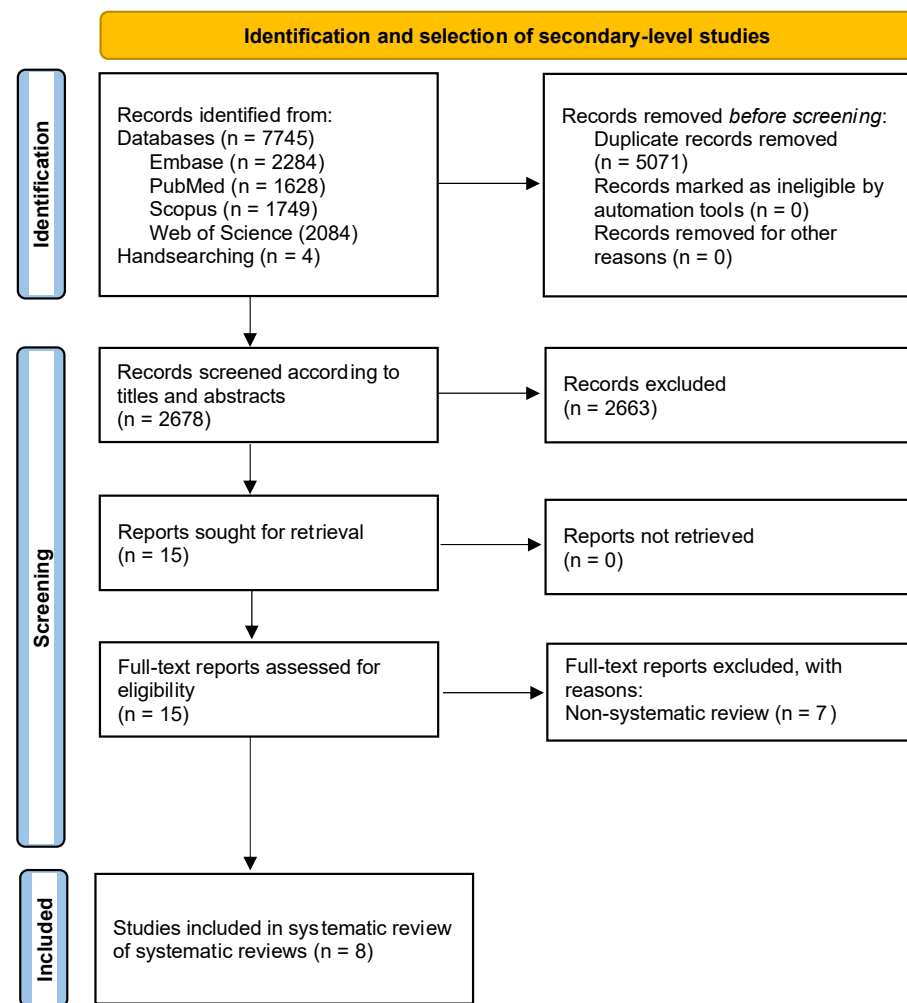 Identification and selection of secondary-level studies
Identification
Records identified from:
Databases (n = 7745)
Embase (n = 2284)
PubMed (n = 1628)
Scopus (n = 1749)
Web of Science (2084)
Handsearching (n = 4)
Records removed before screening:
Duplicate records removed
(n = 5071)
Records marked as ineligible by
automation tools (n = 0)
Records removed for other
reasons (n = 0)
Screening
Records screened according to
titles and abstracts
(n = 2678)
Records excluded
(n = 2663)
Reports sought for retrieval
(n = 15)
Reports not retrieved
(n = 0)
Full-text reports assessed for
eligibility
(n = 15)
Full-text reports excluded, with
reasons:
Non-systematic review (n = 7)
Included
Studies included in systematic review
of systematic reviews (n = 8)